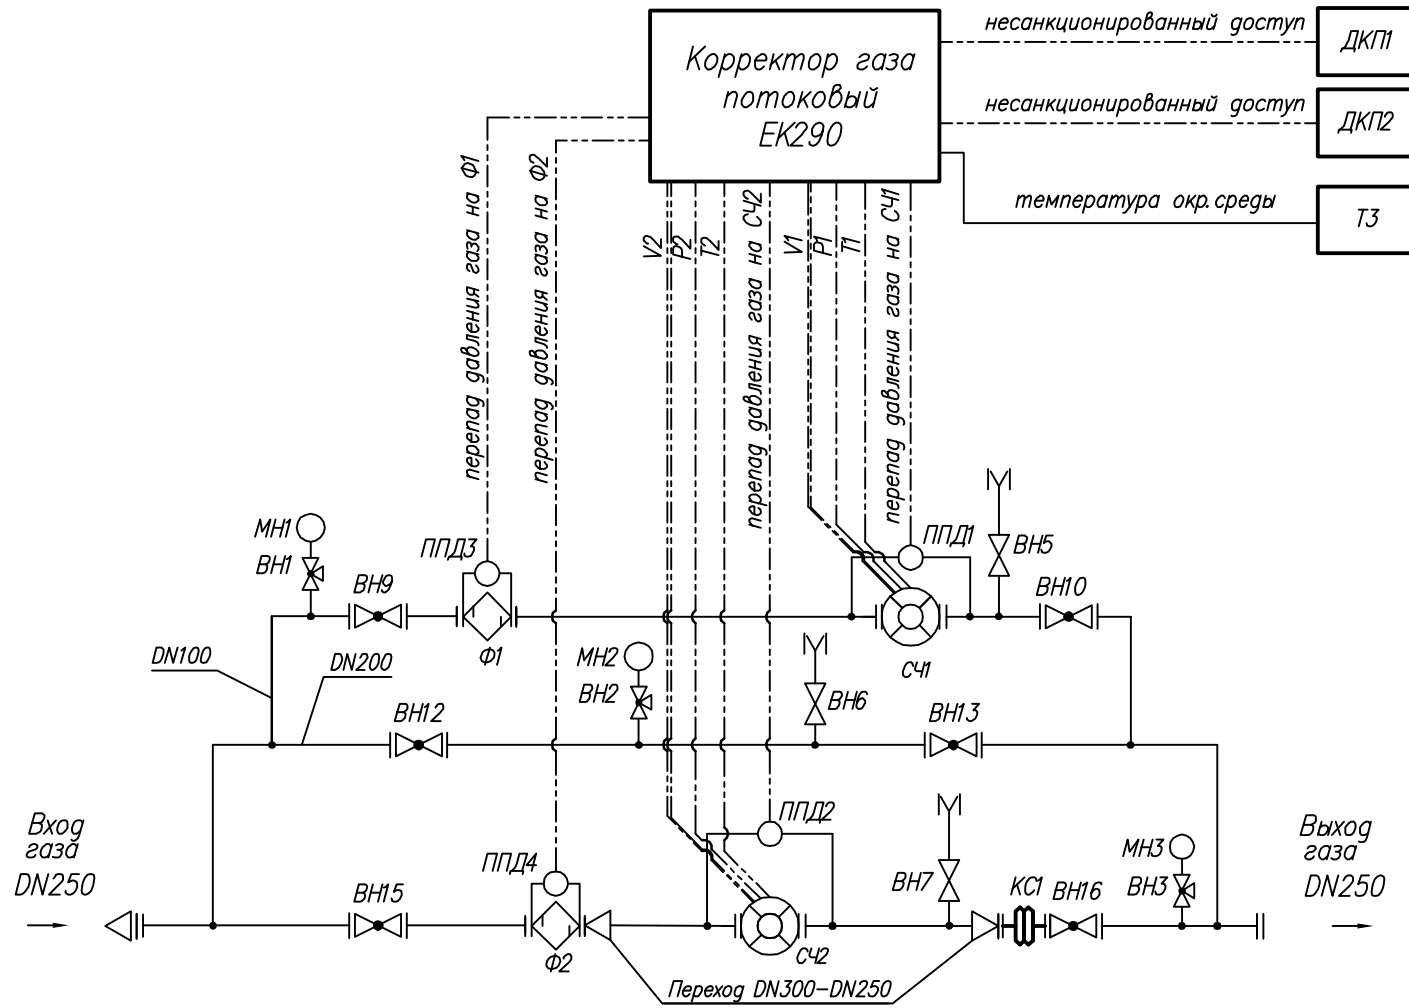 несанкционированный доступ
ДКП1
Корректор газа
потоковый
ЕК290
несанкционированный доступ
ДКП2
температура окр.среды
Т3
перепад давления газа на Ф1
перепад давления газа на Ф2
V2
P2
T2
перепад давления газа на СЧ2
V1
P1
T1
перепад давления газа на СЧ1
МН1
ВН1
ППД3
ВН9
Ф1
ППД1
ВН5
ВН10
СЧ1
DN100
DN200
МН2
ВН2
ВН6
ВН12
ВН13
Вход
газа
DN250
ППД4
ВН15
Ф2
ППД2
СЧ2
ВН7
КС1
ВН16
МН3
ВН3
Выход
газа
DN250
Переход DN300-DN250